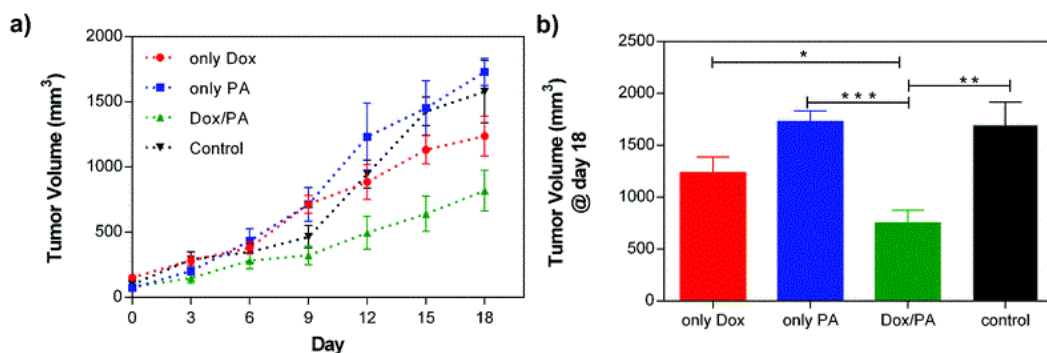 a)
Tumor Volume (mm³)
2000
1500
1000
500
0
only Dox
only PA
Dox/PA
Control
0 3 6 9 12 15 18
Day
b)
Tumor Volume (mm³)
@ day 18
2500
2000
1500
1000
500
0
*
***
**
only Dox only PA Dox/PA control